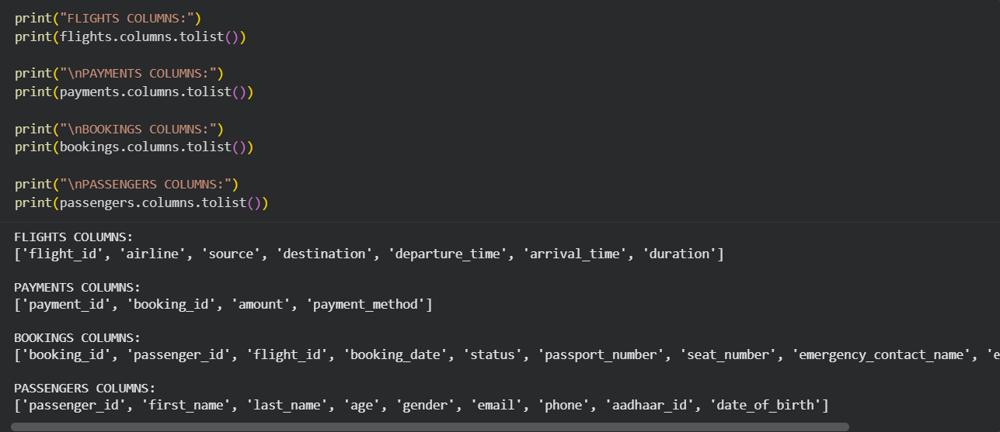 print("FLIGHTS COLUMNS:")
print(flights.columns.tolist())
print("\nPAYMENTS COLUMNS:")
print(payments.columns.tolist())
print("\nBOOKINGS COLUMNS:")
print(bookings.columns.tolist())
print("\nPASSENGERS COLUMNS:")
print(passengers.columns.tolist())
FLIGHTS COLUMNS:
['flight_id', 'airline', 'source', 'destination', 'departure_time', 'arrival_time', 'duration']
PAYMENTS COLUMNS:
['payment_id', 'booking_id', 'amount', 'payment_method']
BOOKINGS COLUMNS:
['booking_id', 'passenger_id', 'flight_id', 'booking_date', 'status', 'passport_number', 'seat_number', 'emergency_contact_name', 'e
PASSENGERS COLUMNS:
['passenger_id', 'first_name', 'last_name', 'age', 'gender', 'email', 'phone', 'aadhaar_id', 'date_of_birth']